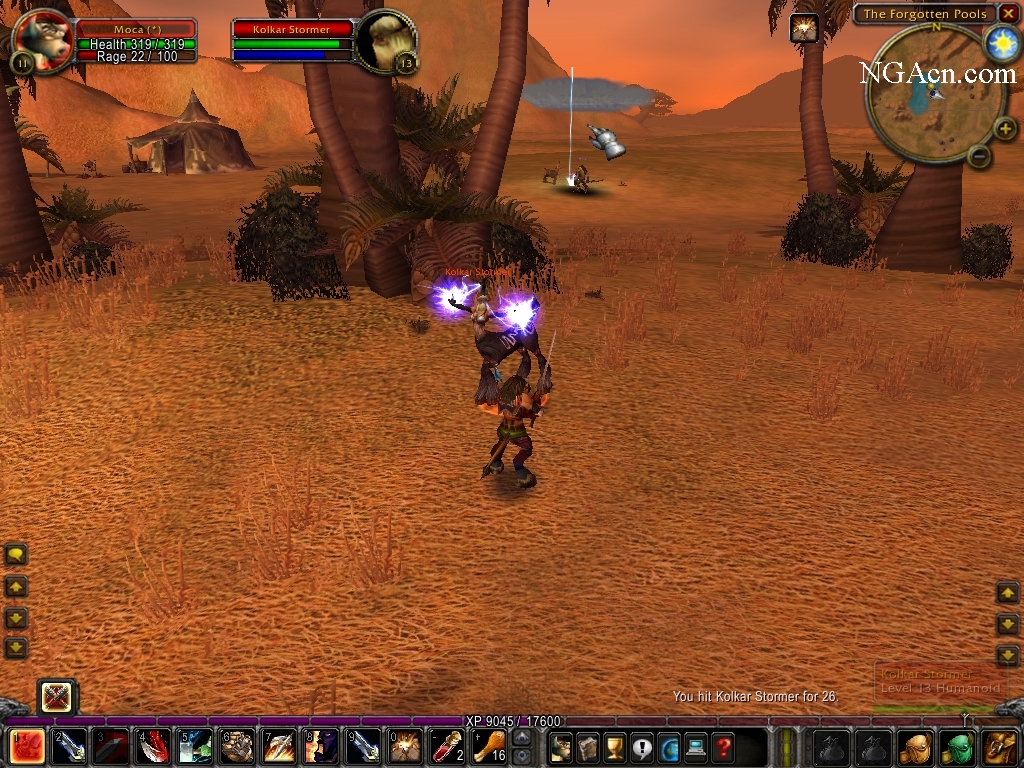 Moca (*)
Health 319 / 319
Rage 22 / 100
11
Kolkar Stormer
13
The Forgotten Pools
N
NGAcn.com
Kolkar Stormer
You hit Kolkar Stormer for 26.
Kolkar Stormer
Level 13 Humanoid
XP 9045 / 17600
1
2
3
4
5
6
7
8
9
0
-
2
+
16